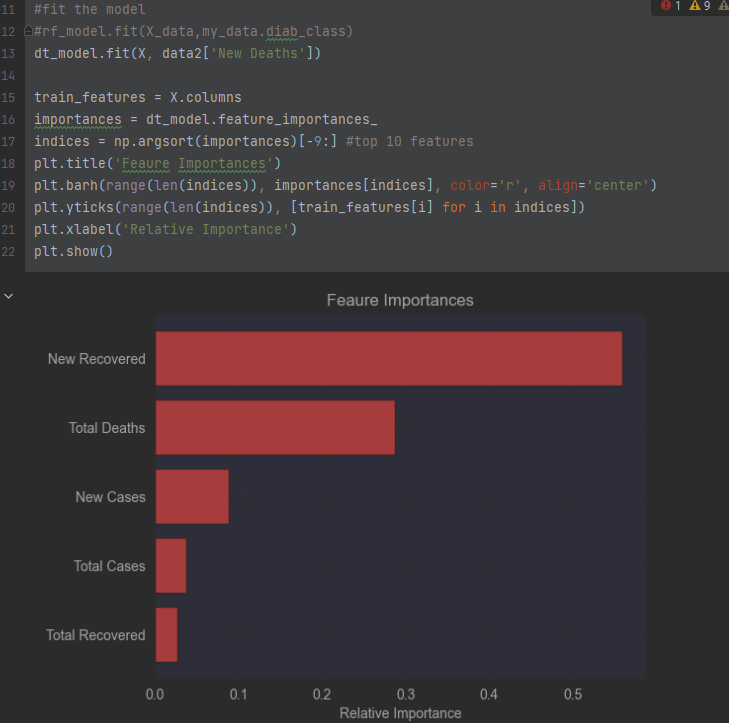 1 9
11 #fit the model
12 #rf_model.fit(X_data,my_data.diab_class)
13 dt_model.fit(X, data2['New Deaths'])
14
15 train_features = X.columns
16 importances = dt_model.feature_importances_
17 indices = np.argsort(importances)[-9:] #top 10 features
18 plt.title('Feaure Importances')
19 plt.barh(range(len(indices)), importances[indices], color='r', align='center')
20 plt.yticks(range(len(indices)), [train_features[i] for i in indices])
21 plt.xlabel('Relative Importance')
22 plt.show()
Feaure Importances
New Recovered
Total Deaths
New Cases
Total Cases
Total Recovered
0.0 0.1 0.2 0.3 0.4 0.5
Relative Importance